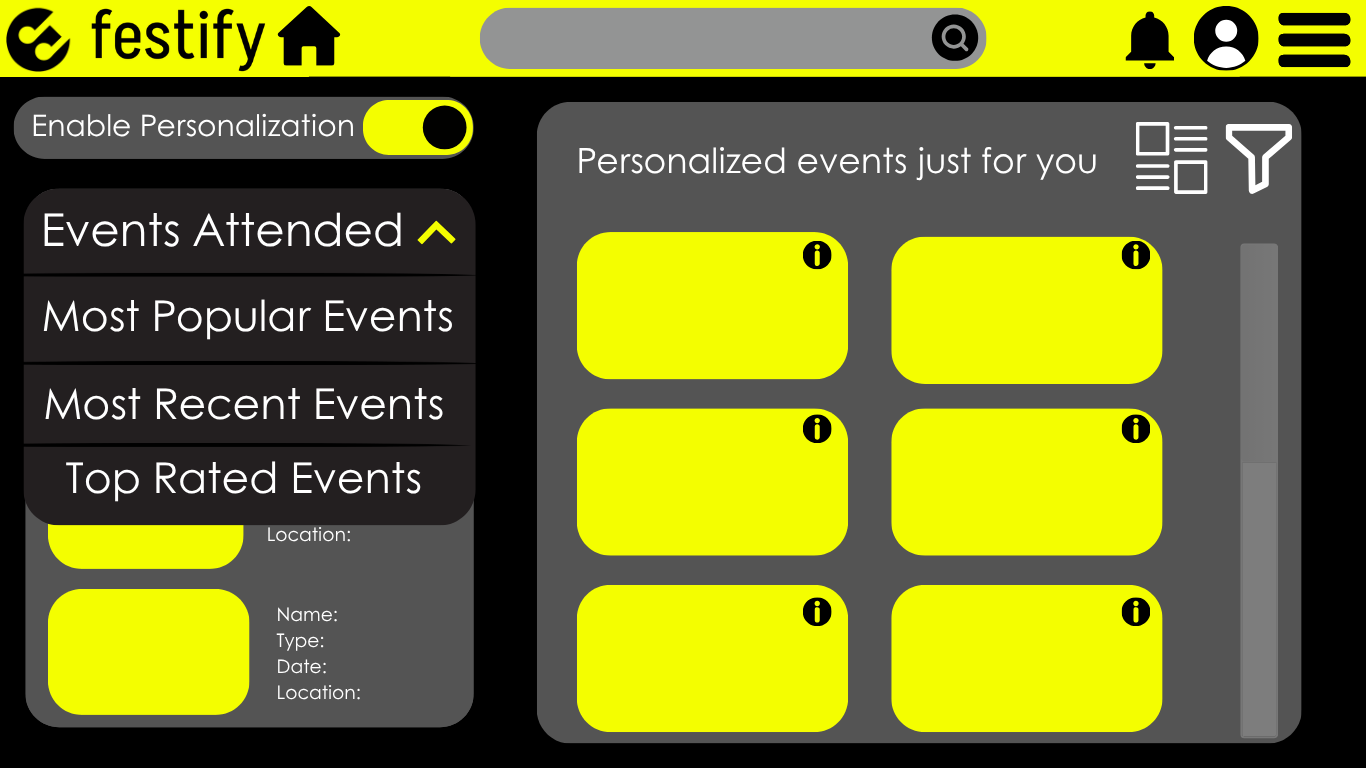 festify
Enable Personalization
Events Attended
Most Popular Events
Most Recent Events
Top Rated Events
Location:
Name:
Type:
Date:
Location:
Personalized events just for you
i
i
i
i
i
i